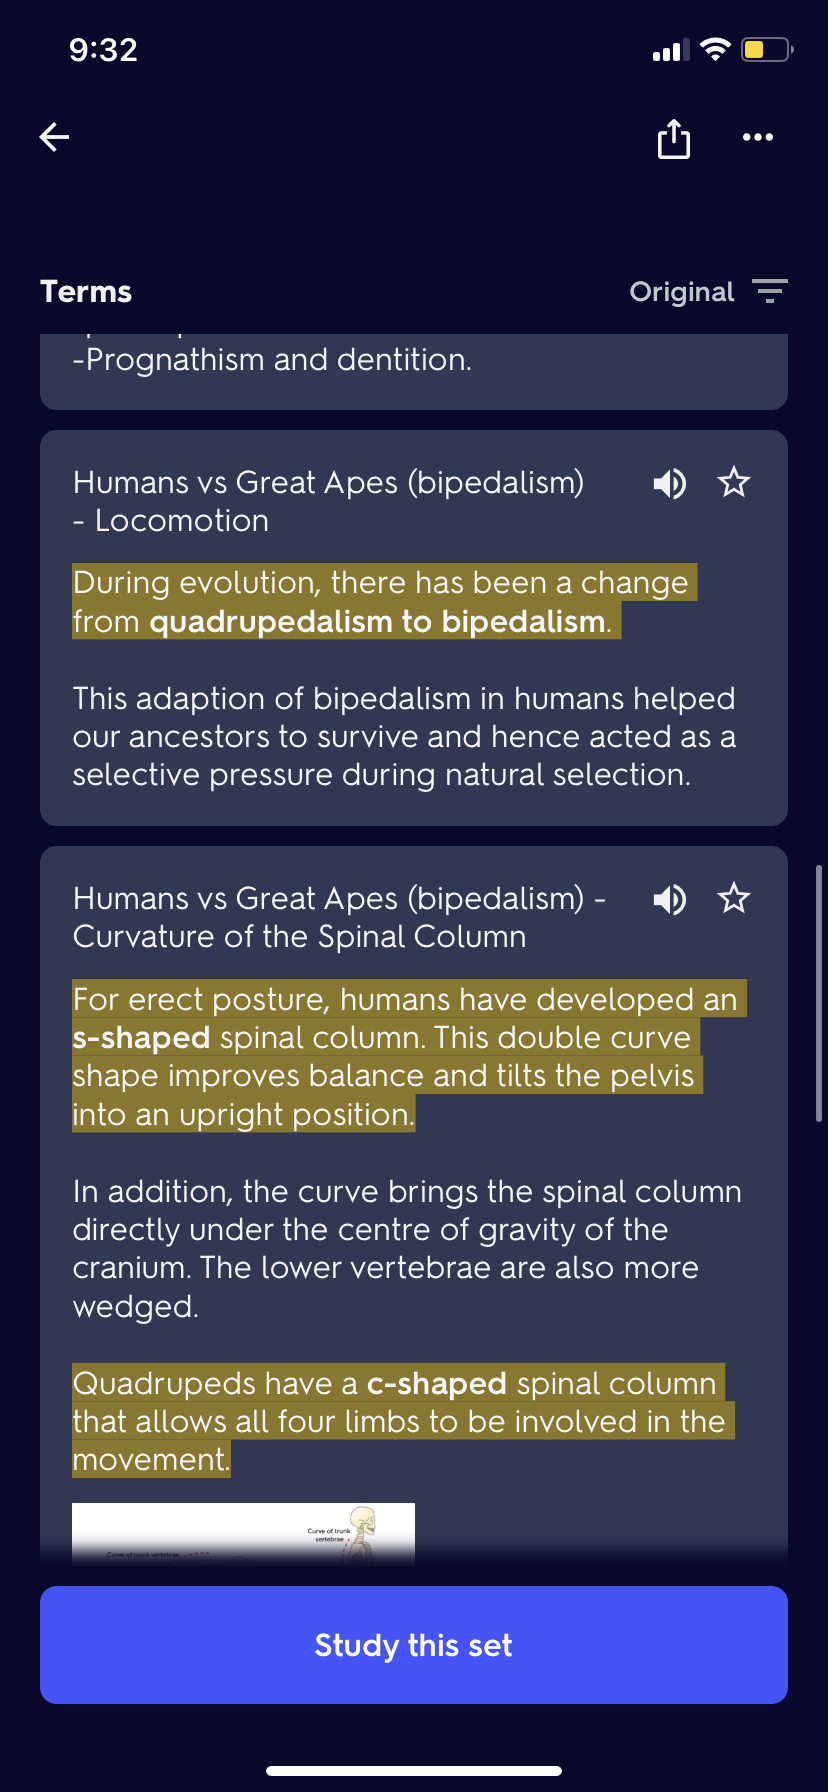 9:32
Terms
Original
-Prognathism and dentition.
Humans vs Great Apes (bipedalism)
- Locomotion
During evolution, there has been a change
from quadrupedalism to bipedalism.
This adaption of bipedalism in humans helped
our ancestors to survive and hence acted as a
selective pressure during natural selection.
Humans vs Great Apes (bipedalism) -
Curvature of the Spinal Column
For erect posture, humans have developed an
s-shaped spinal column. This double curve
shape improves balance and tilts the pelvis
into an upright position.
In addition, the curve brings the spinal column
directly under the centre of gravity of the
cranium. The lower vertebrae are also more
wedged.
Quadrupeds have a c-shaped spinal column
that allows all four limbs to be involved in the
movement.
Curve of trunk
vertebrae
Curve of trunk vertebrae
Study this set